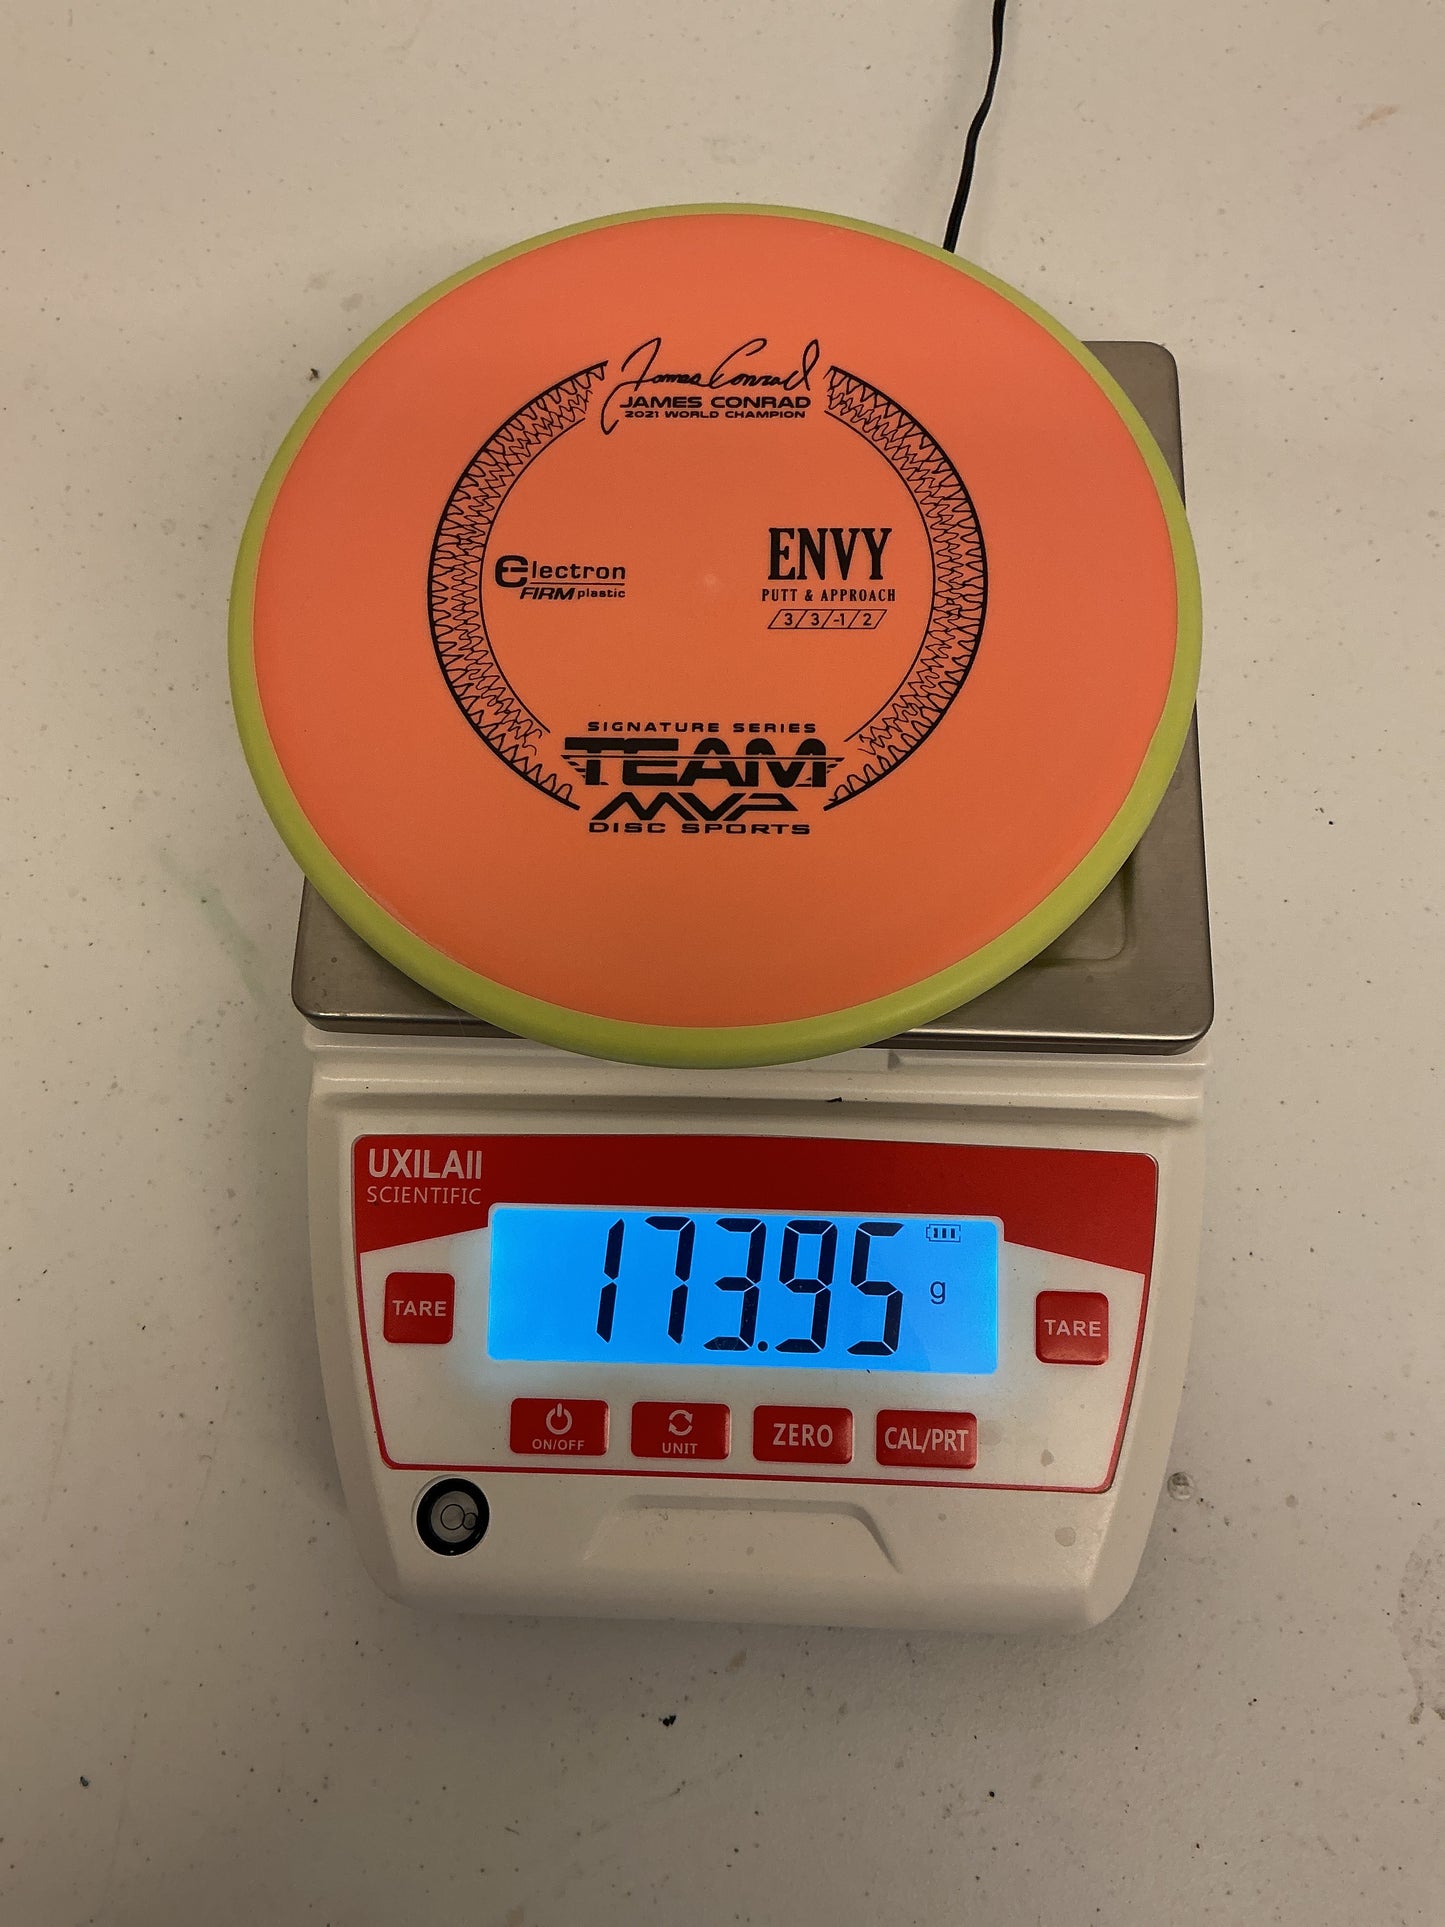 James Conrad
JAMES CONRAD
2021 WORLD CHAMPION
Electron
FIRM plastic
ENVY
PUTT & APPROACH
3/3/-1/2
SIGNATURE SERIES
TEAM
MVP
DISC SPORTS
UXILAII
SCIENTIFIC
173.95 g
TARE
TARE
ON/OFF
UNIT
ZERO
CAL/PRT